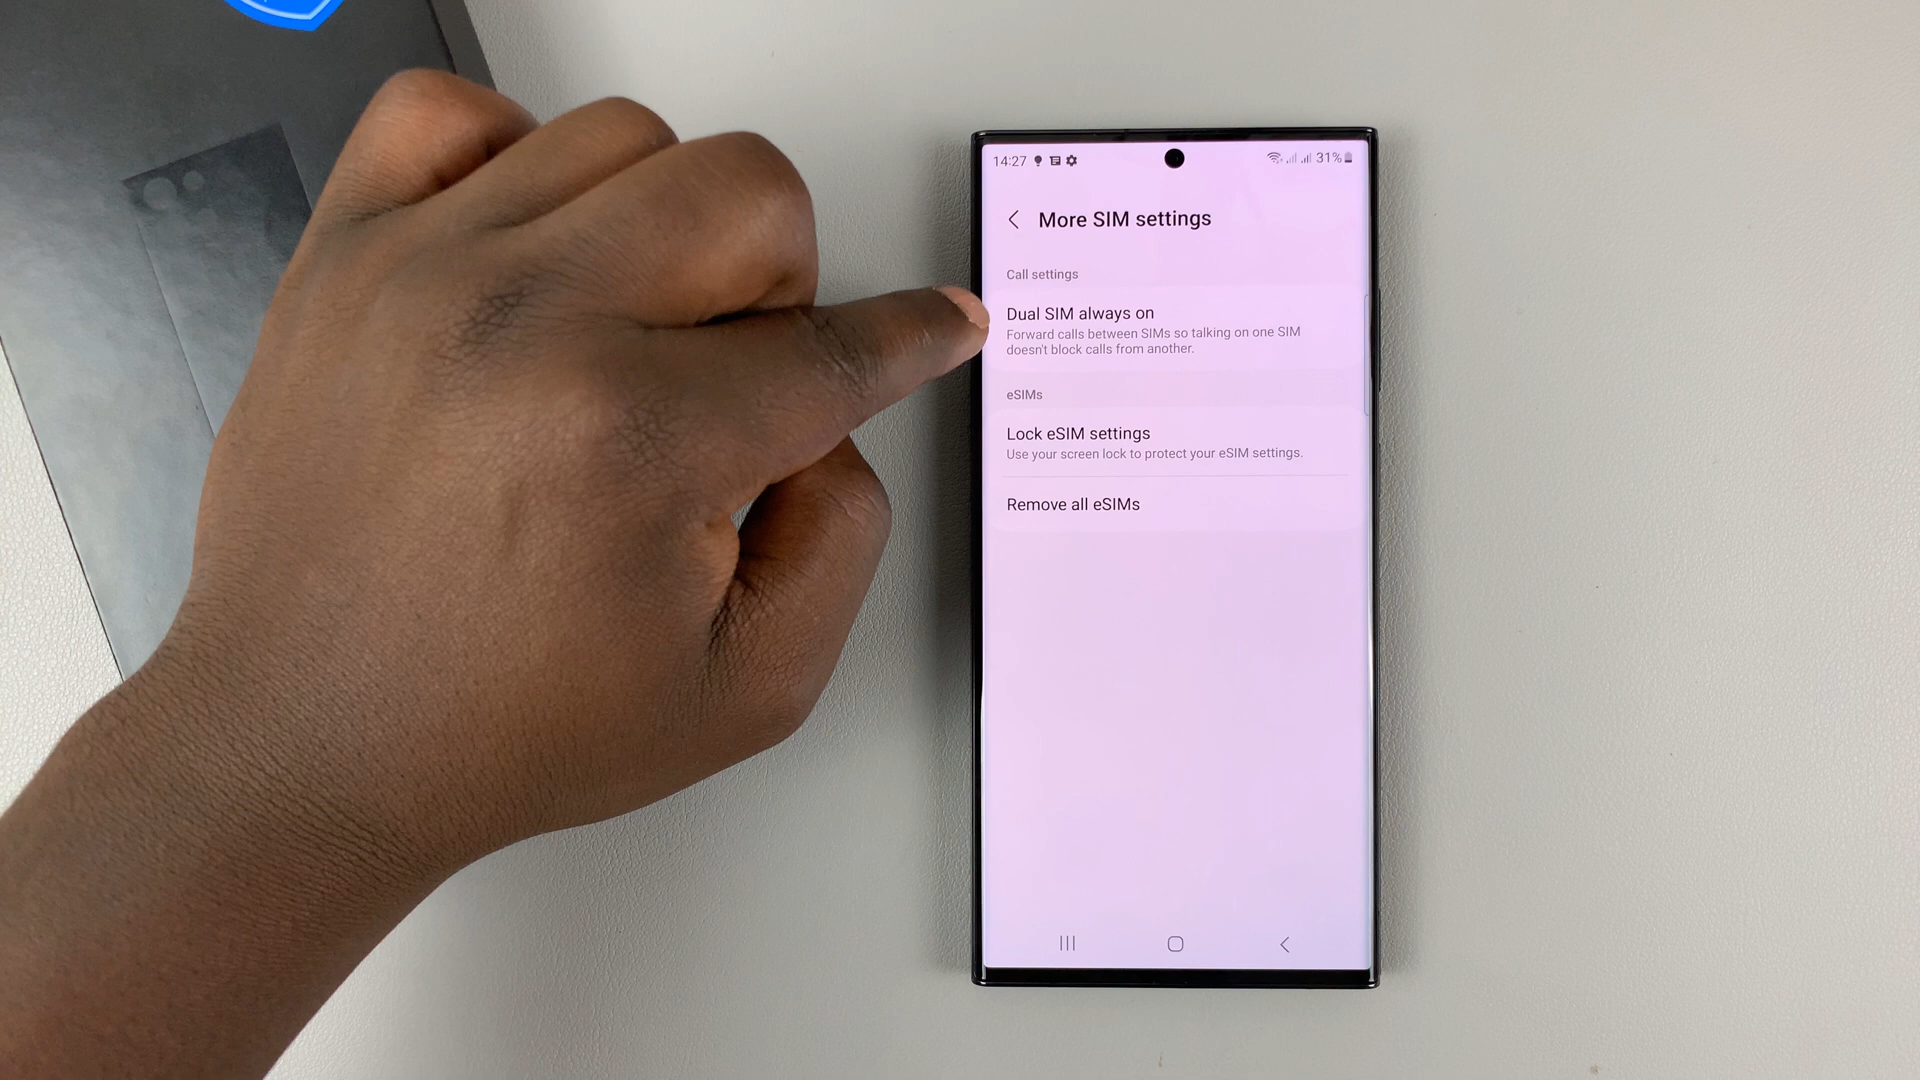 14:27
31%
More SIM settings
Call settings
Dual SIM always on
Forward calls between SIMs so talking on one SIM
doesn't block calls from another.
eSIMs
Lock eSIM settings
Use your screen lock to protect your eSIM settings.
Remove all eSIMs